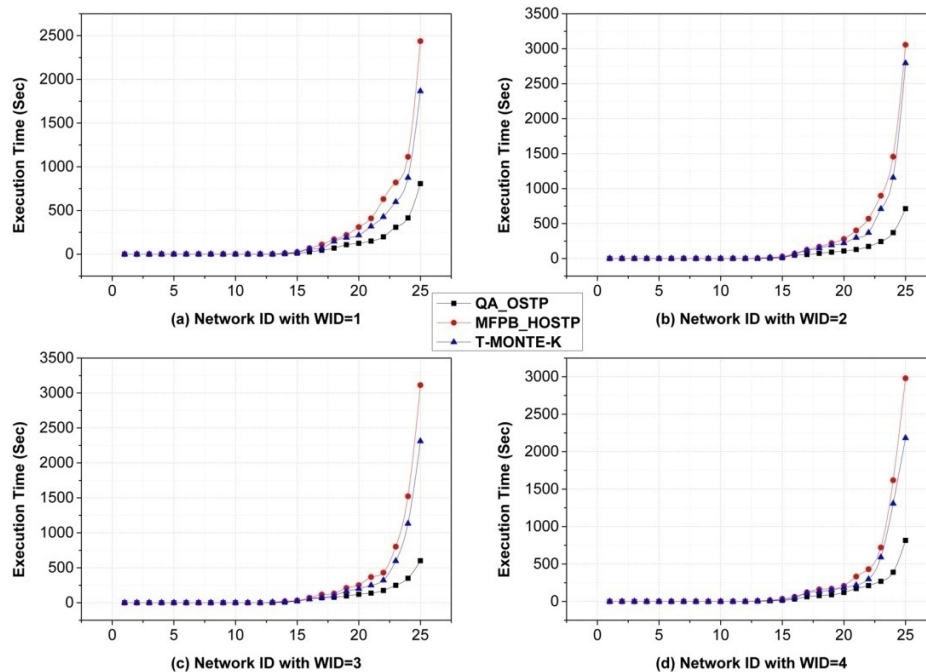 2500
2000
1500
1000
500
0
Execution Time (Sec)
0 5 10 15 20 25
(a) Network ID with WID=1
3500
3000
2500
2000
1500
1000
500
0
Execution Time (Sec)
0 5 10 15 20 25
(b) Network ID with WID=2
QA_OSTP
MFPB_HOSTP
T-MONTE-K
3500
3000
2500
2000
1500
1000
500
0
Execution Time (Sec)
0 5 10 15 20 25
(c) Network ID with WID=3
3000
2500
2000
1500
1000
500
0
Execution Time (Sec)
0 5 10 15 20 25
(d) Network ID with WID=4